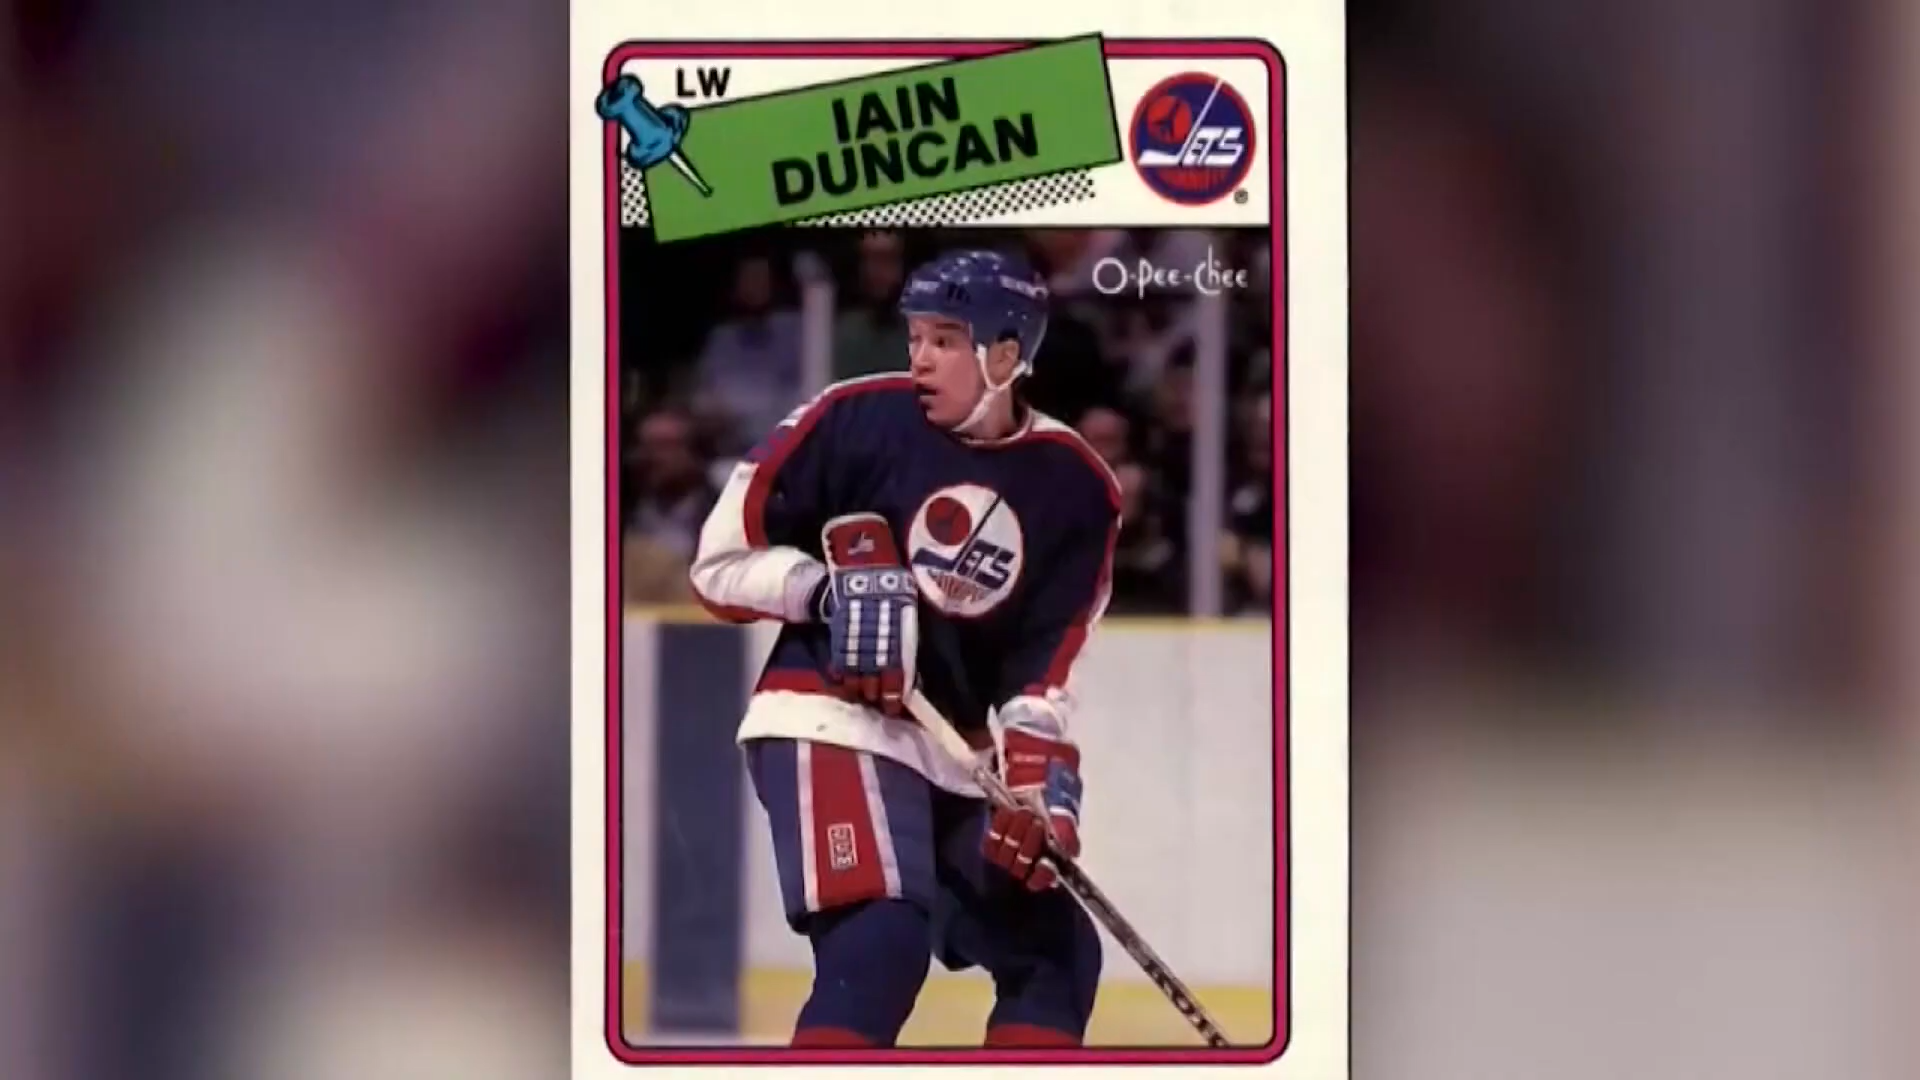 LW
IAIN
DUNCAN
JETS
®
O-Pee-Chee
JETS
CCM